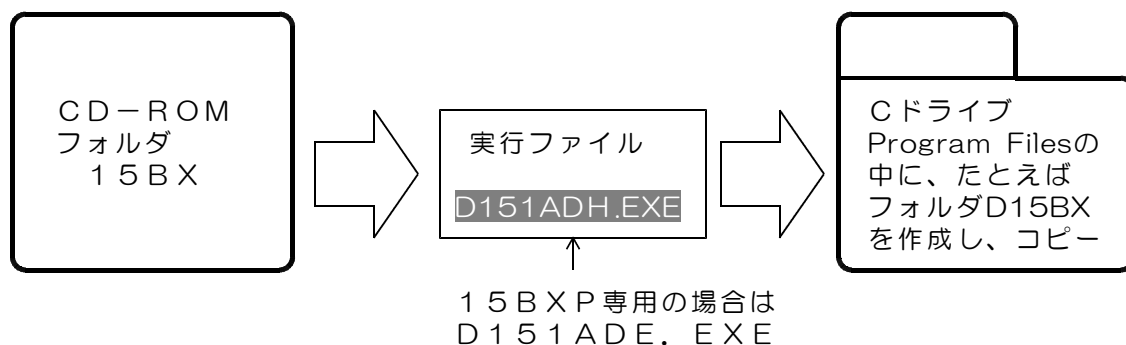 ＣＤ－ＲＯＭ
フォルダ
１５ＢＸ
実行ファイル
D151ADH.EXE
１５ＢＸＰ専用の場合は
Ｄ１５１ＡＤＥ．ＥＸＥ
Ｃドライブ
Program Filesの
中に、たとえば
フォルダD15BX
を作成し、コピー